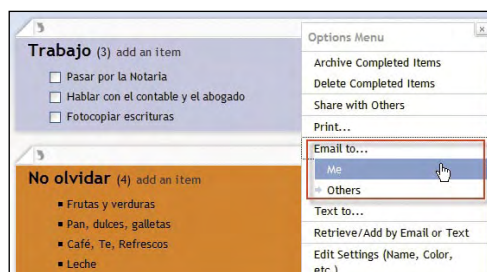 Trabajo (3) add an item
Pasar por la Notaria
Hablar con el contable y el abogado
Fotocopiar escrituras
No olvidar (4) add an item
Frutas y verduras
Pan, dulces, galletas
Café, Te, Refrescos
Leche
Options Menu
Archive Completed Items
Delete Completed Items
Share with Others
Print...
Email to...
Me
Others
Text to...
Retrieve/Add by Email or Text
Edit Settings (Name, Color,
etc.)